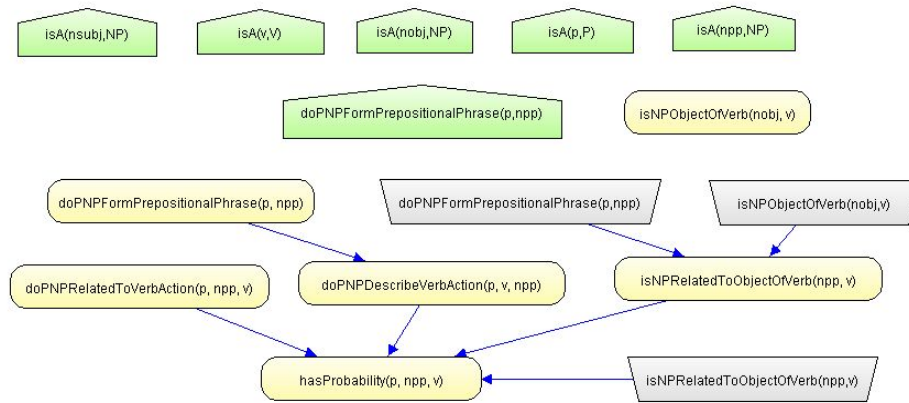 isA(nsubj,NP)
isA(v,V)
isA(nobj,NP)
isA(p,P)
isA(npp,NP)
doPNPFormPrepositionalPhrase(p,npp)
isNPObjectOfVerb(nobj, v)
doPNPFormPrepositionalPhrase(p, npp)
doPNPFormPrepositionalPhrase(p,npp)
isNPObjectOfVerb(nobj,v)
doPNPRelatedToVerbAction(p, npp, v)
doPNPDescribeVerbAction(p, v, npp)
isNPRelatedToObjectOfVerb(npp, v)
hasProbability(p, npp, v)
isNPRelatedToObjectOfVerb(npp,v)